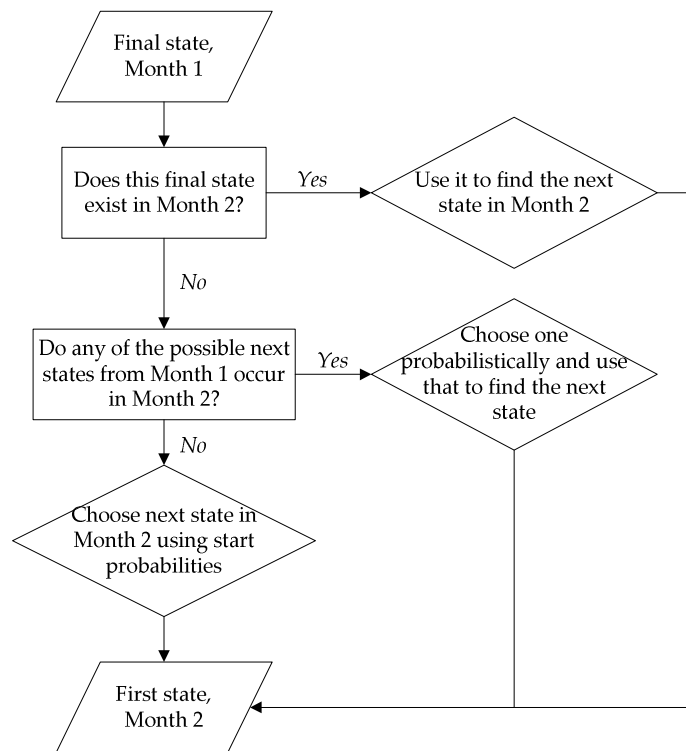 Final state,
Month 1
Does this final state
exist in Month 2?
Yes
Use it to find the next
state in Month 2
No
Do any of the possible next
states from Month 1 occur
in Month 2?
Yes
Choose one
probabilistically and use
that to find the next
state
No
Choose next state in
Month 2 using start
probabilities
First state,
Month 2